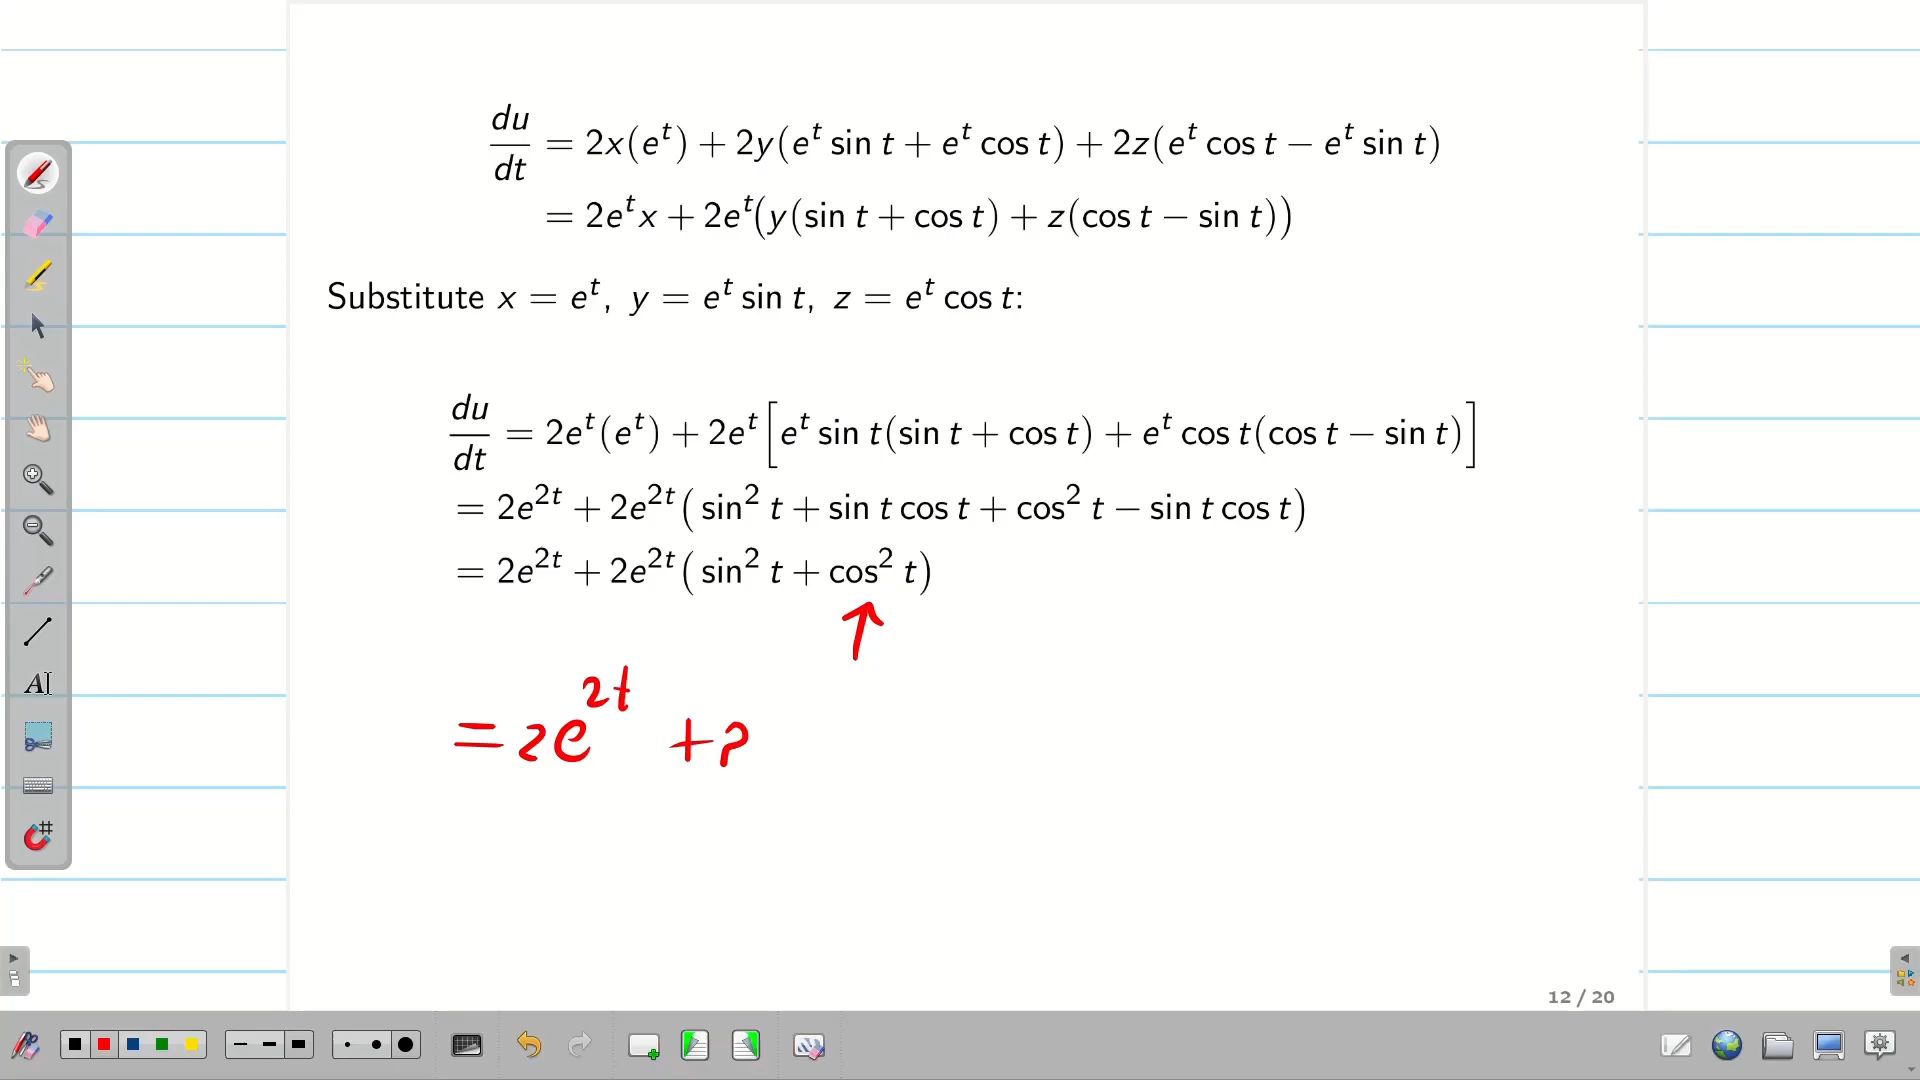 du/dt = 2x(e^t) + 2y(e^t sin t + e^t cos t) + 2z(e^t cos t − e^t sin t)
= 2e^t x + 2e^t(y(sin t + cos t) + z(cos t − sin t))
Substitute x = e^t, y = e^t sin t, z = e^t cos t:
du/dt = 2e^t(e^t) + 2e^t[e^t sin t(sin t + cos t) + e^t cos t(cos t − sin t)]
= 2e^{2t} + 2e^{2t}(sin^2 t + sin t cos t + cos^2 t − sin t cos t)
= 2e^{2t} + 2e^{2t}(sin^2 t + cos^2 t)
↑
= 2e^{2t} +
12 / 20